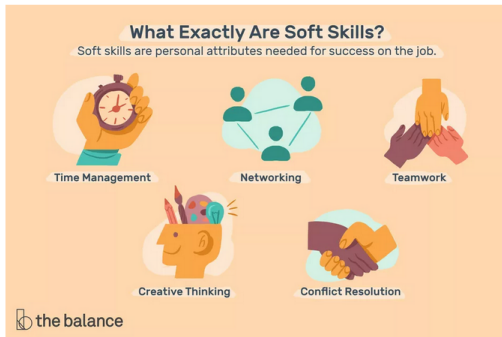 What Exactly Are Soft Skills?
Soft skills are personal attributes needed for success on the job.
Time Management
Networking
Teamwork
Creative Thinking
Conflict Resolution
the balance